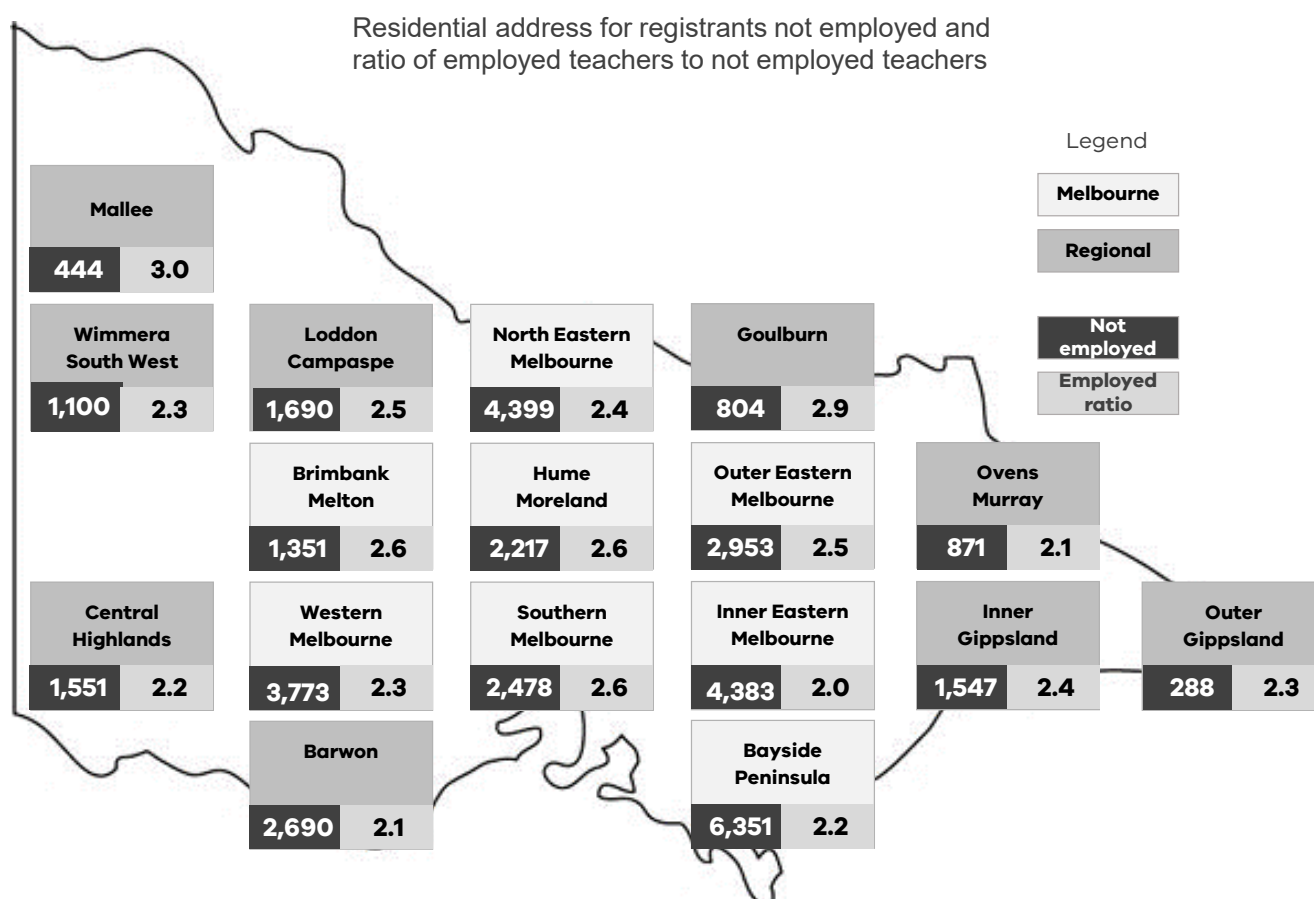 Residential address for registrants not employed and
ratio of employed teachers to not employed teachers
Legend
Melbourne
Regional
Not
employed
Employed
ratio
Mallee
444 3.0
Wimmera
South West
1,100 2.3
Loddon
Campaspe
1,690 2.5
North Eastern
Melbourne
4,399 2.4
Goulburn
804 2.9
Brimbank
Melton
1,351 2.6
Hume
Moreland
2,217 2.6
Outer Eastern
Melbourne
2,953 2.5
Ovens
Murray
871 2.1
Central
Highlands
1,551 2.2
Western
Melbourne
3,773 2.3
Southern
Melbourne
2,478 2.6
Inner Eastern
Melbourne
4,383 2.0
Inner
Gippsland
1,547 2.4
Outer
Gippsland
288 2.3
Barwon
2,690 2.1
Bayside
Peninsula
6,351 2.2